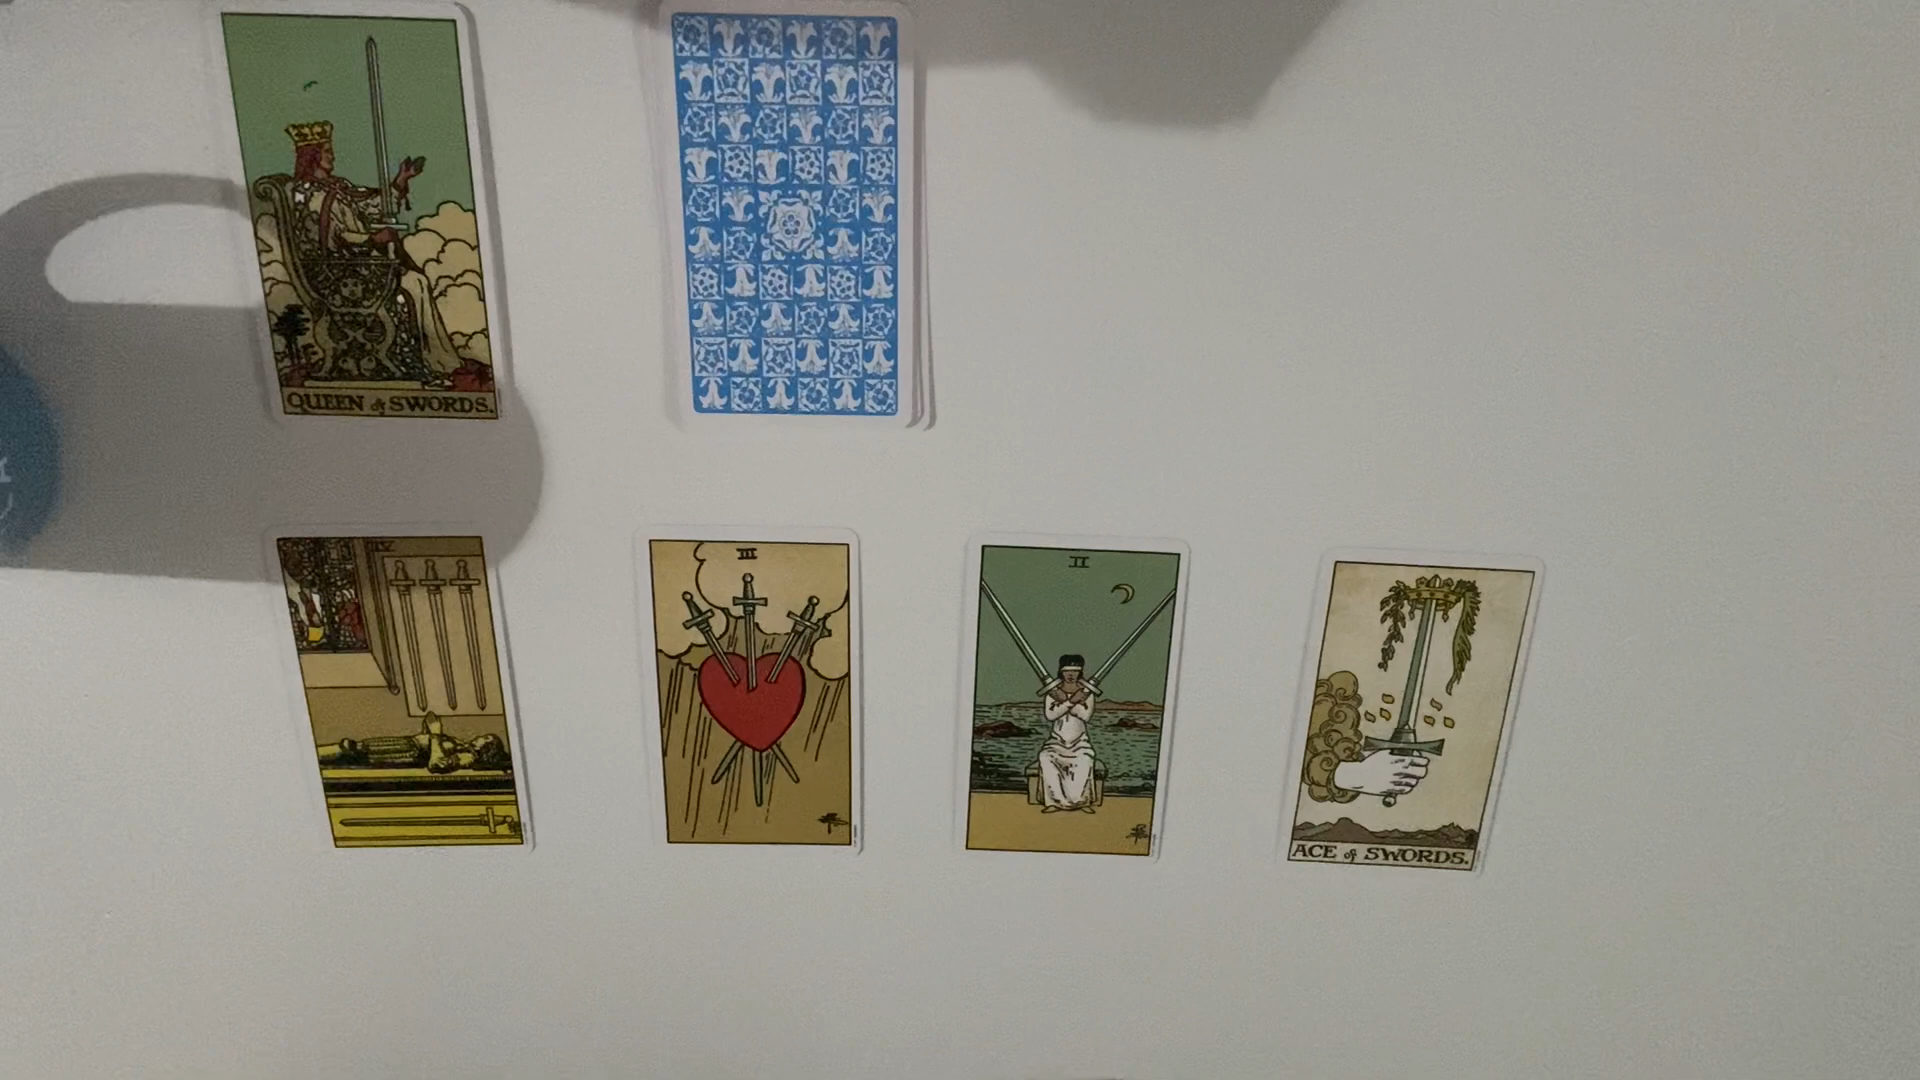 QUEEN of SWORDS.
IV
III
II
ACE of SWORDS.